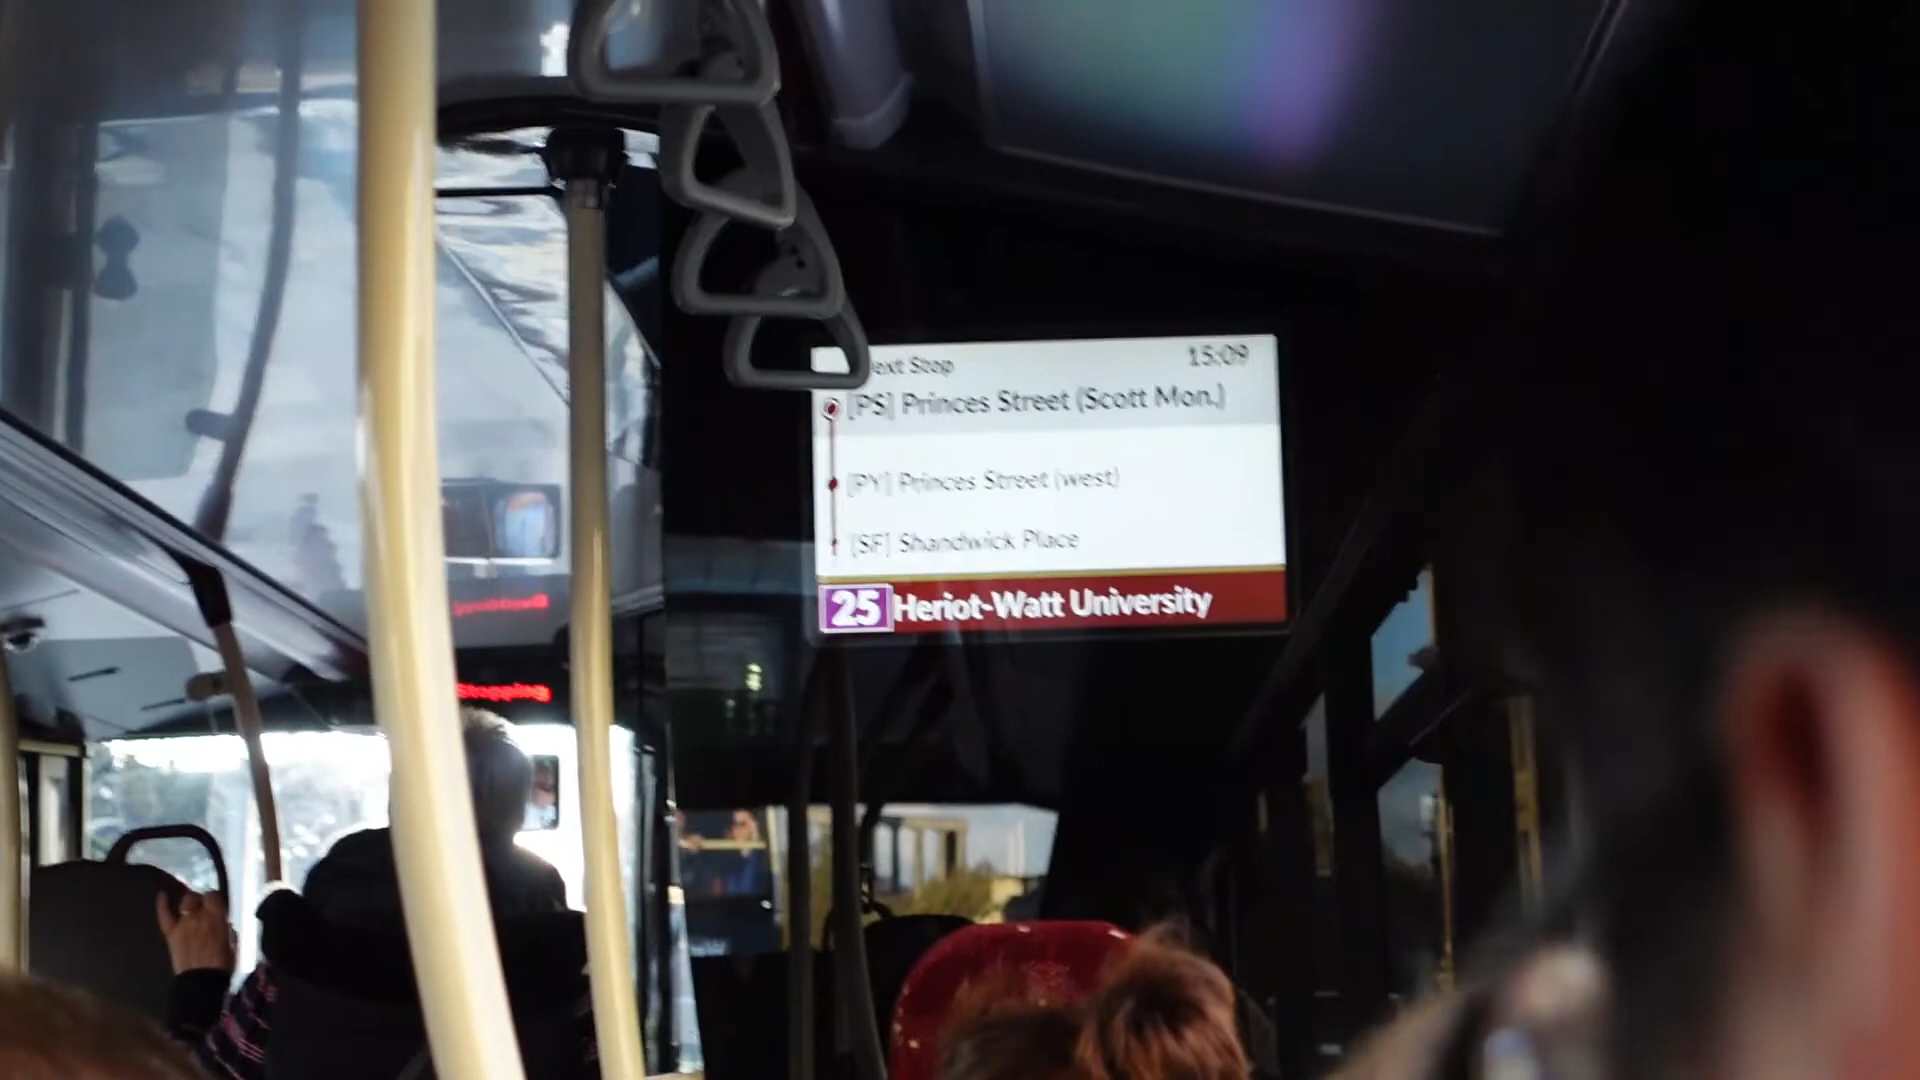 ext Stop 15:09
[PS] Princes Street (Scott Mon.)
[PY] Princes Street (west)
[SF] Shandwick Place
25 Heriot-Watt University
Stopping